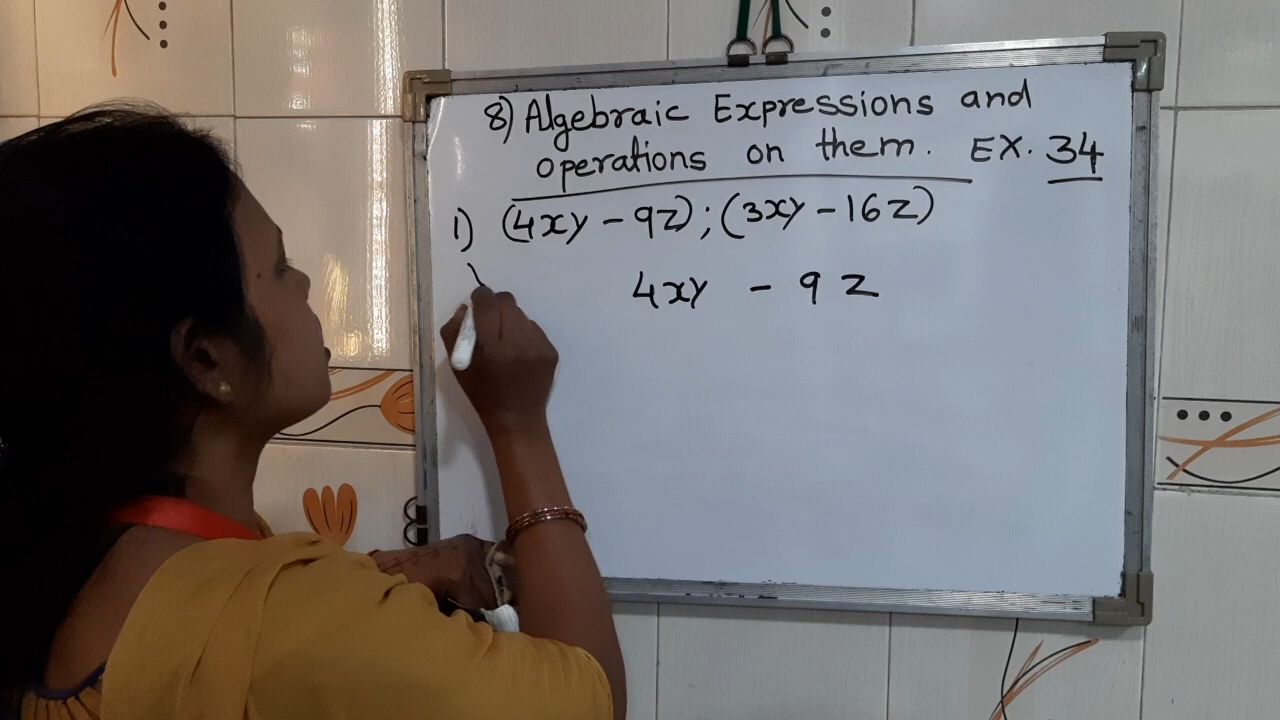 8) Algebraic Expressions and
operations on them. EX. 34
1) (4xy - 9z) ; (3xy - 16z)
4xy - 9z